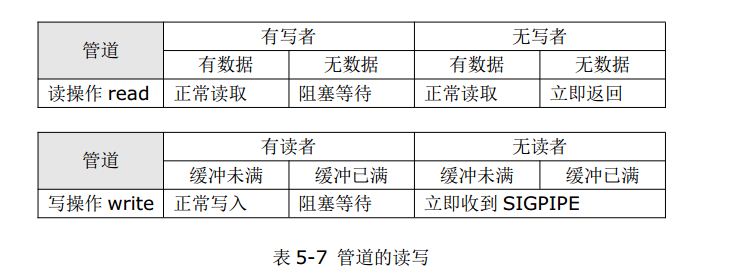 管道 有写者 无写者
有数据 无数据 有数据 无数据
读操作 read 正常读取 阻塞等待 正常读取 立即返回
管道 有读者 无读者
缓冲未满 缓冲已满 缓冲未满 缓冲已满
写操作 write 正常写入 阻塞等待 立即收到 SIGPIPE
表 5-7 管道的读写